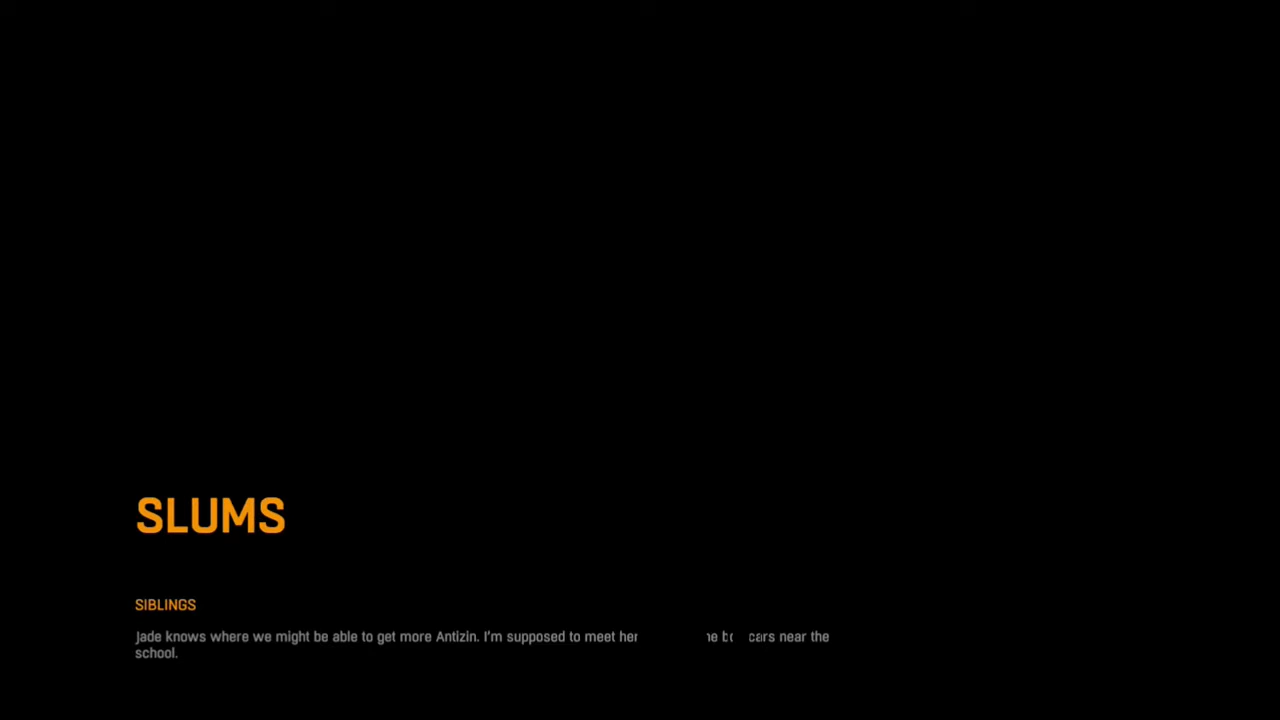 SLUMS
SIBLINGS
Jade knows where we might be able to get more Antizin. I'm supposed to meet her cars near the
school.